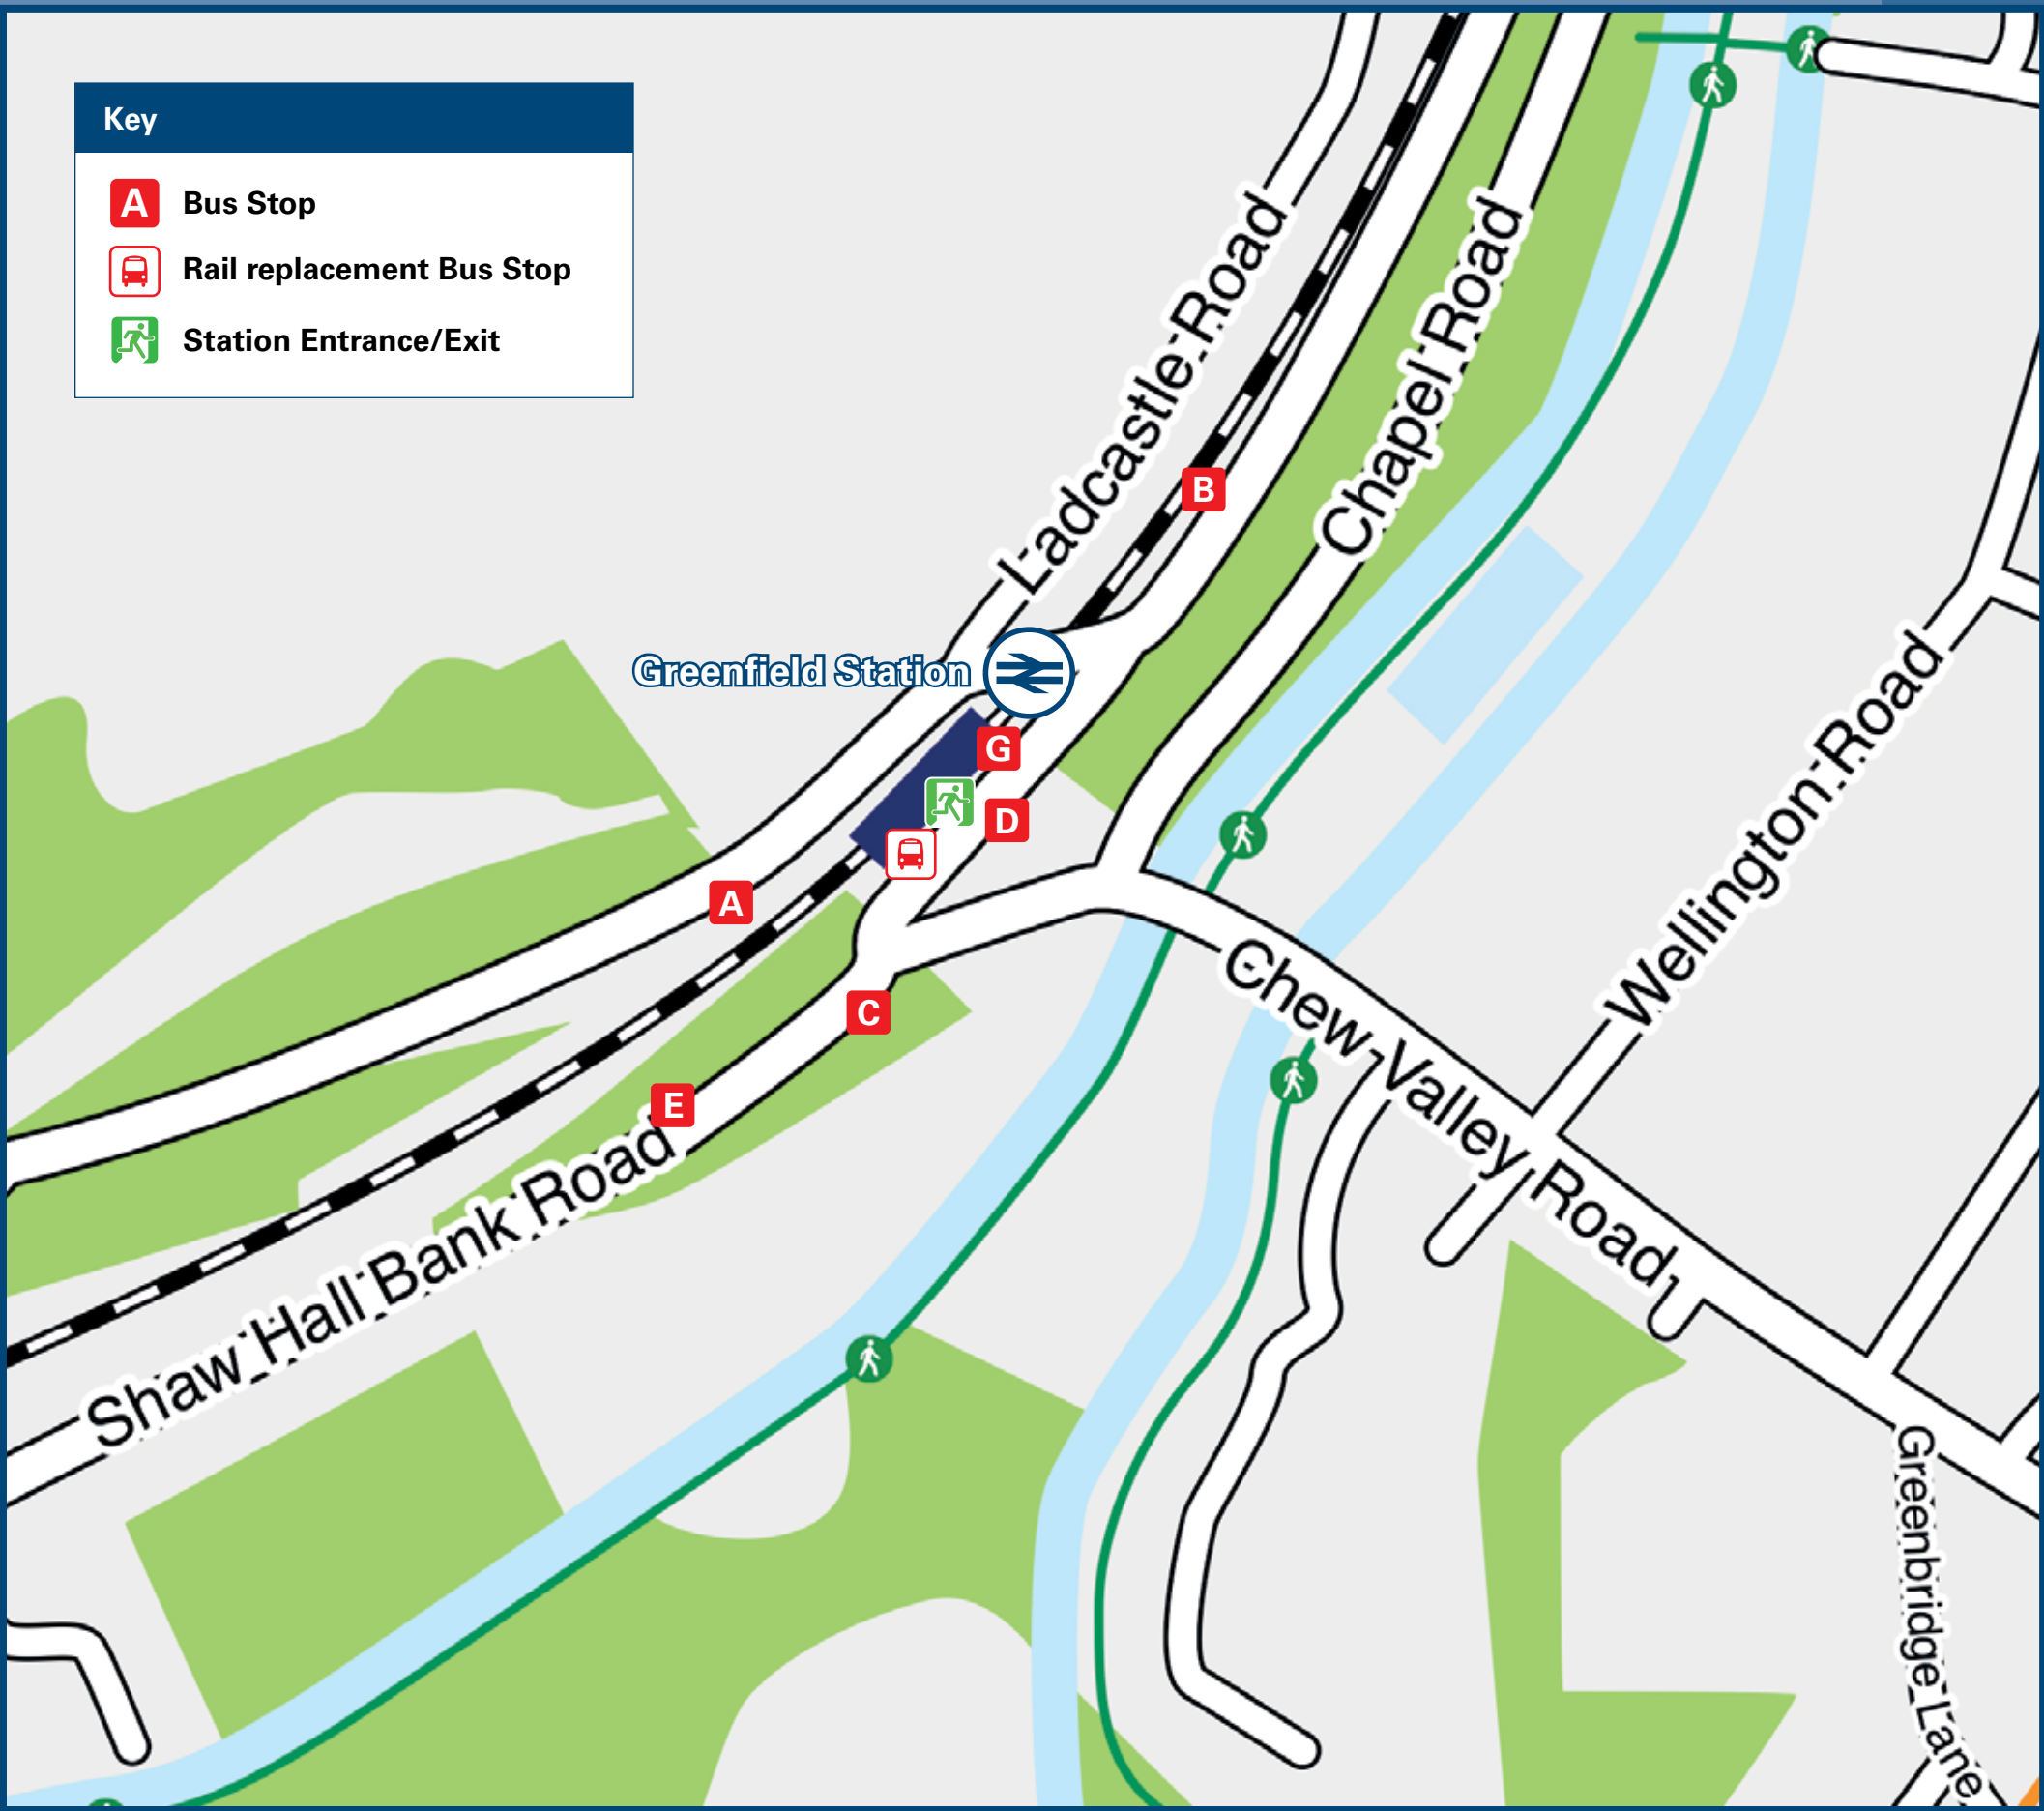 Key
A Bus Stop
Rail replacement Bus Stop
Station Entrance/Exit
Ladcastle Road
Chapel Road
B
Greenfield Station
G
D
A
C
E
Wellington Road
Chew Valley Road
Shaw Hall Bank Road
Greenbridge Lane